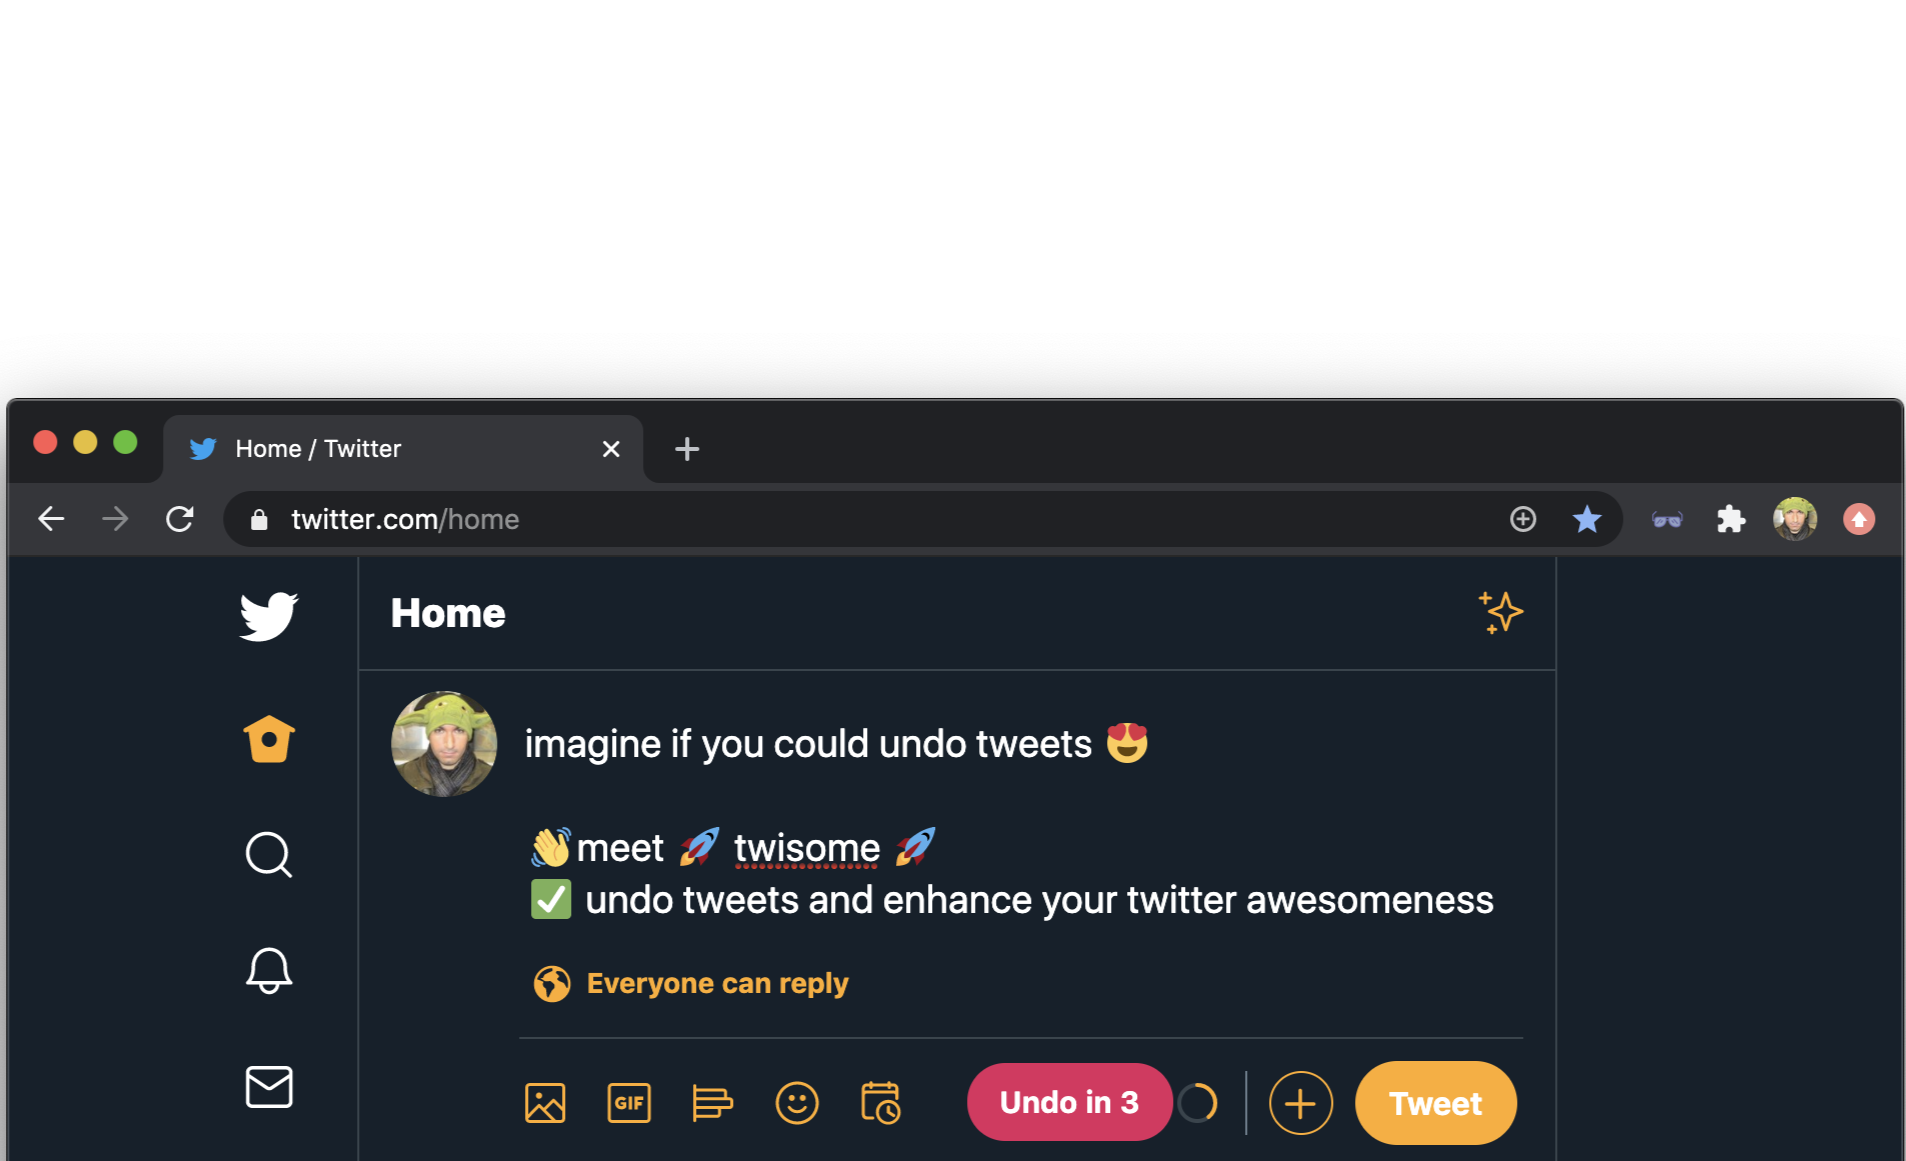 Home / Twitter
twitter.com/home
Home
imagine if you could undo tweets 😍
👋meet 🚀 twisome 🚀
✅ undo tweets and enhance your twitter awesomeness
Everyone can reply
GIF
Undo in 3
Tweet